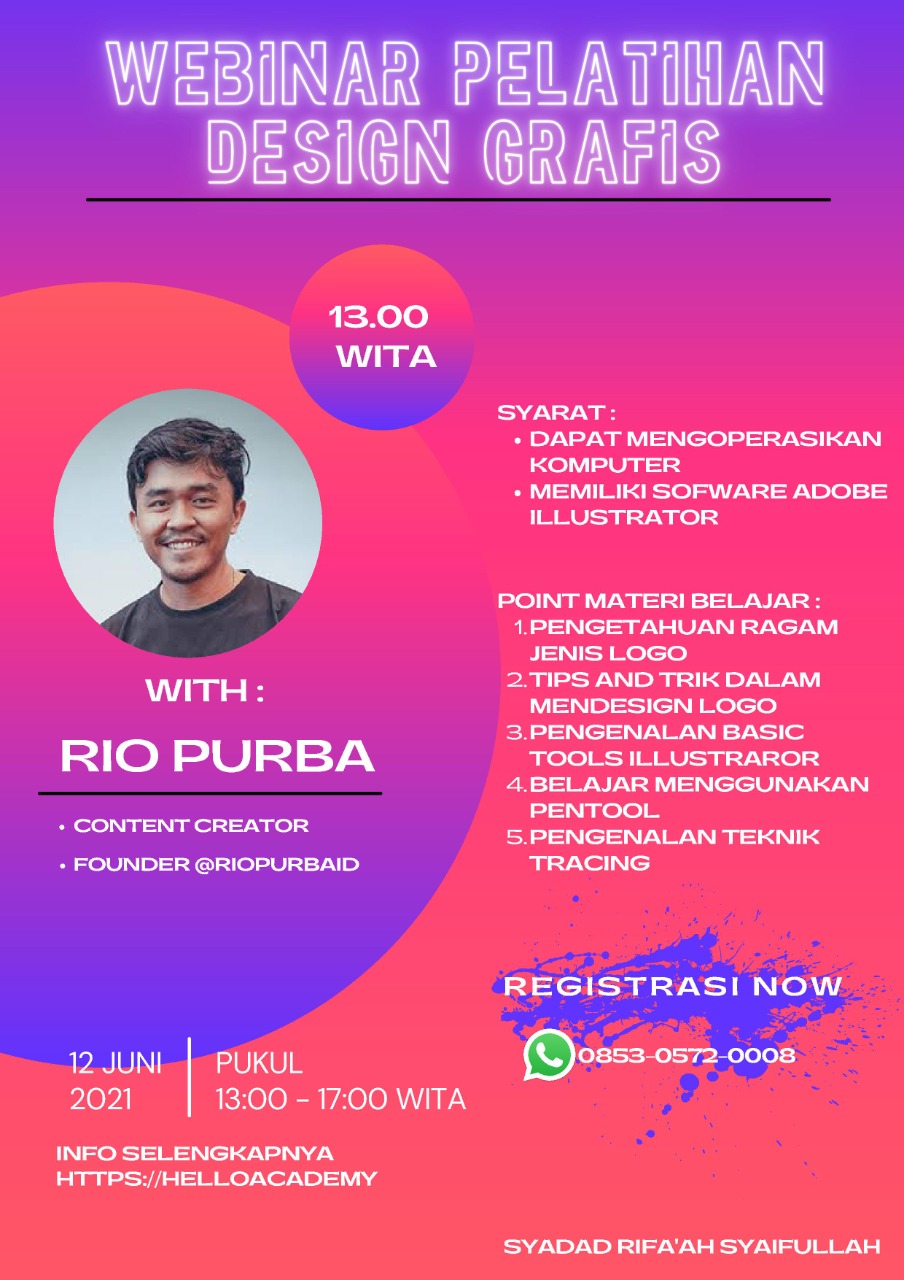 WEBINAR PELATIHAN
DESIGN GRAFIS
13.00
WITA
SYARAT :
• DAPAT MENGOPERASIKAN
KOMPUTER
• MEMILIKI SOFWARE ADOBE
ILLUSTRATOR
POINT MATERI BELAJAR :
1. PENGETAHUAN RAGAM
JENIS LOGO
2. TIPS AND TRIK DALAM
MENDESIGN LOGO
3. PENGENALAN BASIC
TOOLS ILLUSTRAROR
4. BELAJAR MENGGUNAKAN
PENTOOL
5. PENGENALAN TEKNIK
TRACING
WITH :
RIO PURBA
• CONTENT CREATOR
• FOUNDER @RIOPURBAID
REGISTRASI NOW
0853-0572-0008
12 JUNI
2021
PUKUL
13:00 - 17:00 WITA
INFO SELENGKAPNYA
HTTPS://HELLOACADEMY
SYADAD RIFA'AH SYAIFULLAH